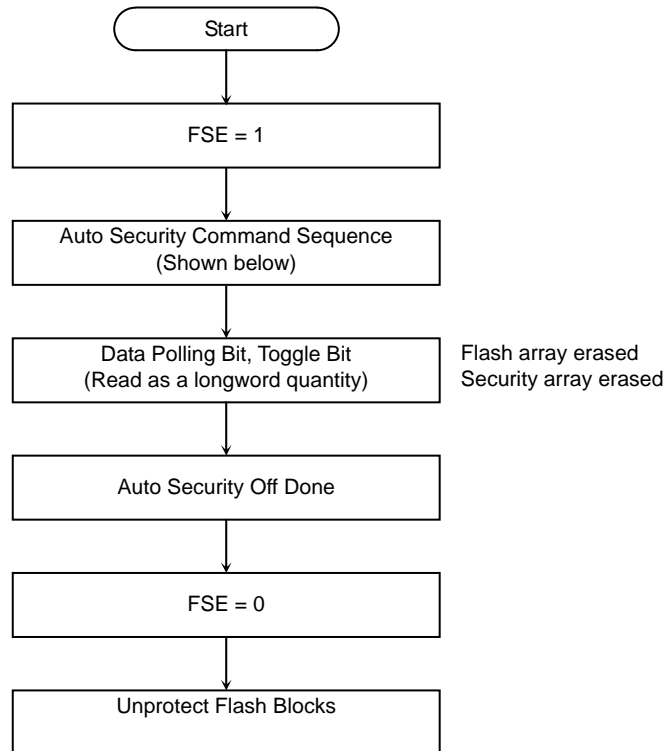 Start
FSE = 1
Auto Security Command Sequence
(Shown below)
Data Polling Bit, Toggle Bit
(Read as a longword quantity)
Flash array erased
Security array erased
Auto Security Off Done
FSE = 0
Unprotect Flash Blocks